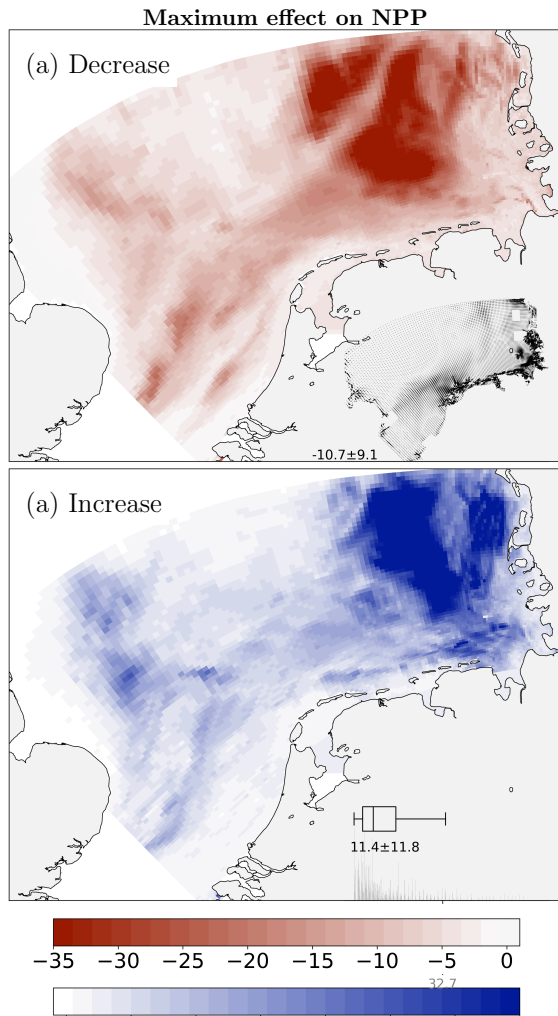 Maximum effect on NPP
(a) Decrease
-10.7±9.1
(a) Increase
11.4±11.8
−35 −30 −25 −20 −15 −10 −5 0
32.7